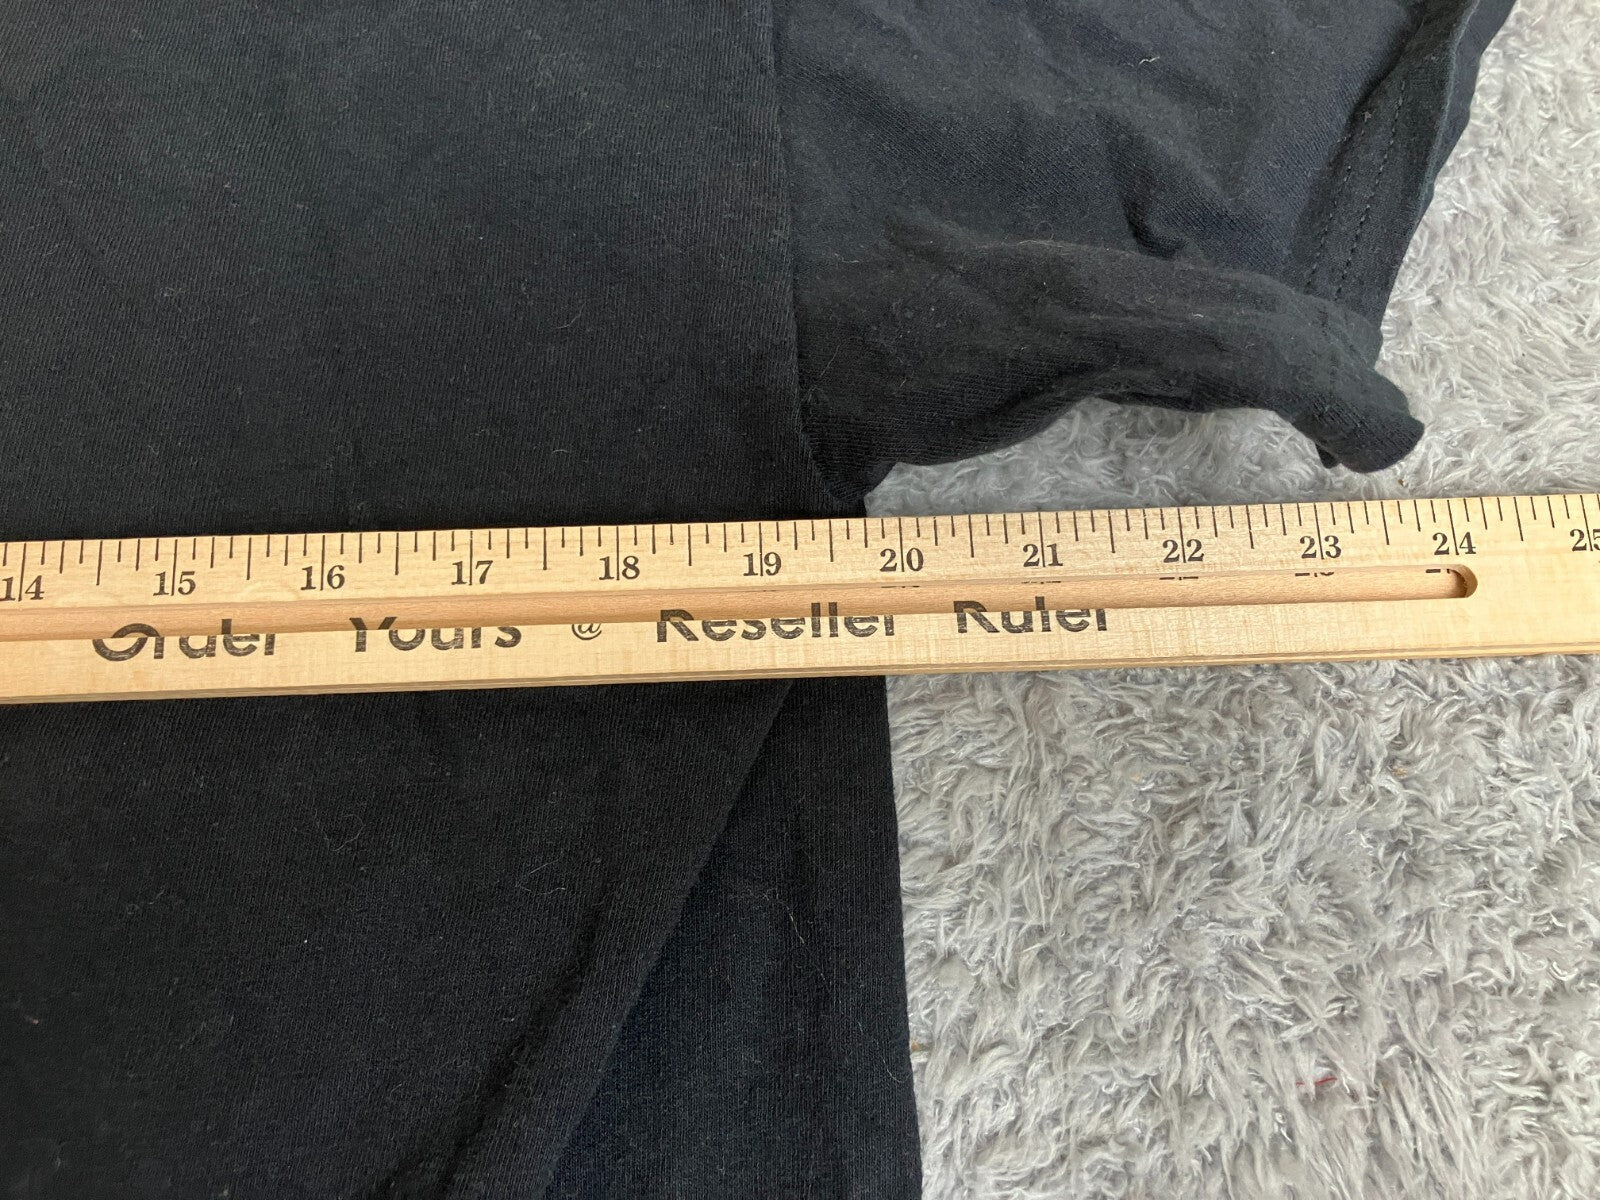 14 15 16 17 18 19 20 21 22 23 24 25
Order Yours @ Reseller Ruler